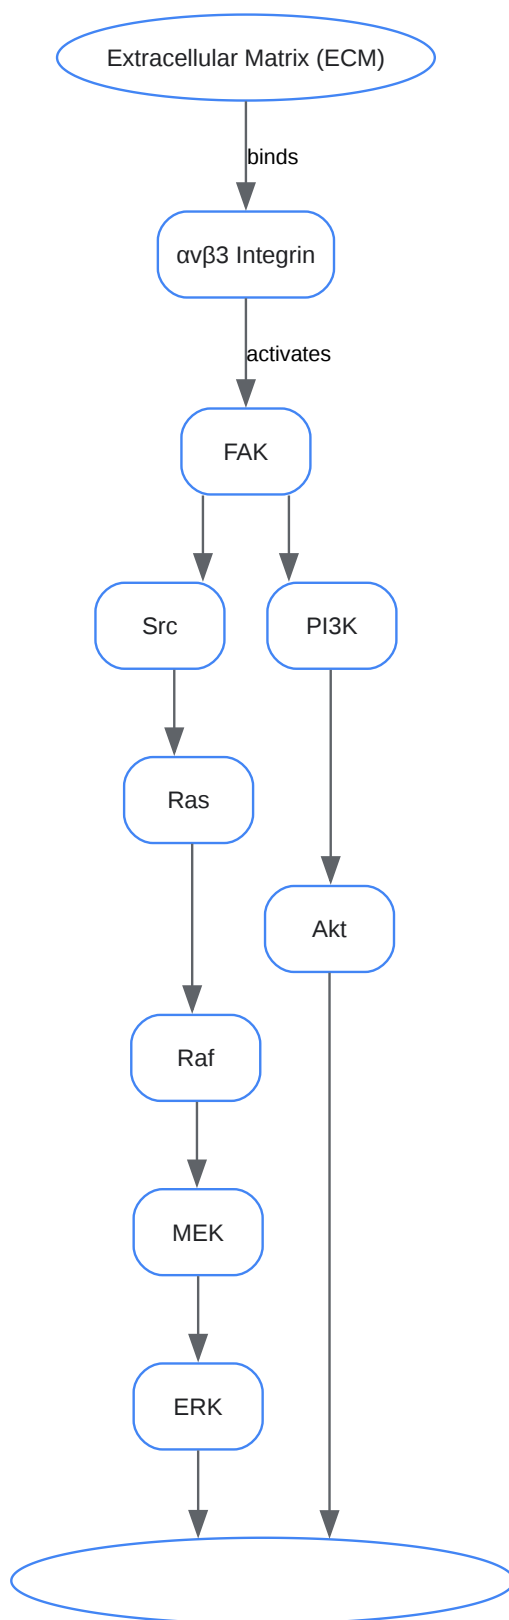 Extracellular Matrix (ECM)
binds
αvβ3 Integrin
activates
FAK
Src
PI3K
Ras
Akt
Raf
MEK
ERK